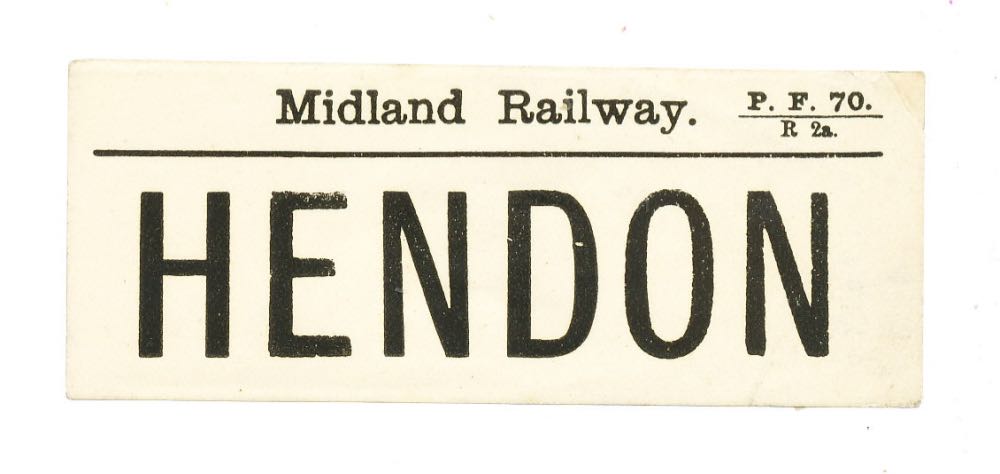 Midland Railway.
P. F. 70.
R 2a.
HENDON